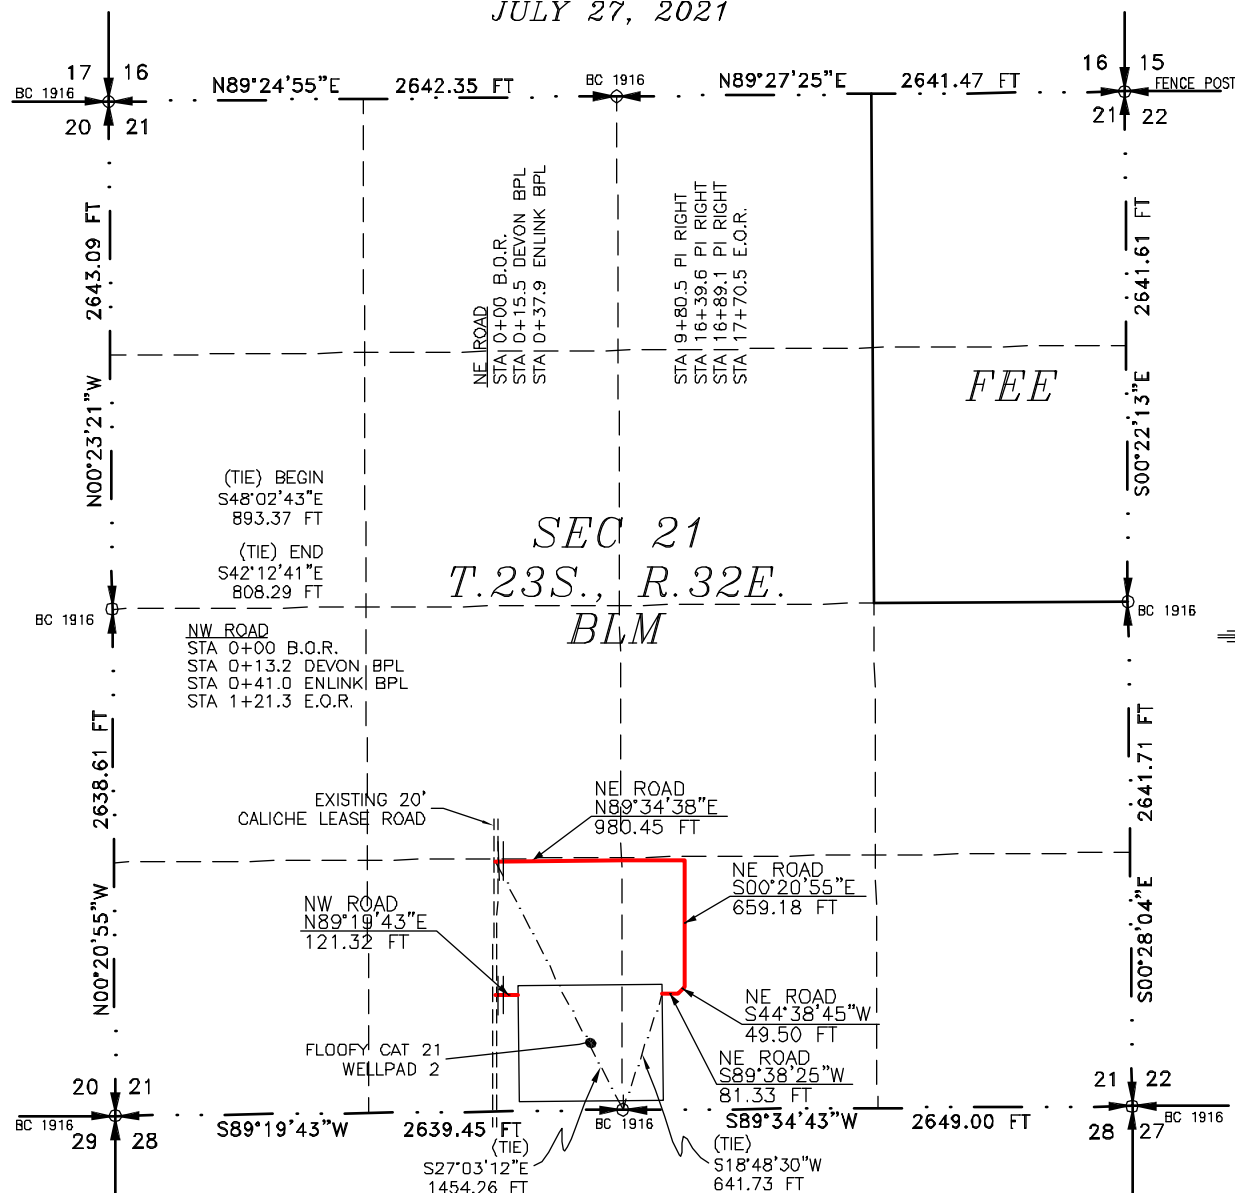 JULY 27, 2021
17 16
BC 1916
20 21
N89°24'55"E 2642.35 FT
BC 1916
N89°27'25"E 2641.47 FT
16 15
FENCE POST
21 22
2643.09 FT
N00°23'21"W
NE ROAD
STA 0+00 B.O.R.
STA 0+15.5 DEVON BPL
STA 0+37.9 ENLINK BPL
STA 9+80.5 PI RIGHT
STA 16+39.6 PI RIGHT
STA 16+89.1 PI RIGHT
STA 17+70.5 E.O.R.
2641.61 FT
S00°22'13"E
FEE
(TIE) BEGIN
S48°02'43"E
893.37 FT
(TIE) END
S42°12'41"E
808.29 FT
SEC 21
T.23S., R.32E.
BLM
BC 1916
BC 1916
NW ROAD
STA 0+00 B.O.R.
STA 0+13.2 DEVON BPL
STA 0+41.0 ENLINK BPL
STA 1+21.3 E.O.R.
2638.61 FT
N00°20'55"W
2641.71 FT
S00°28'04"E
EXISTING 20'
CALICHE LEASE ROAD
NE ROAD
N89°34'38"E
980.45 FT
NE ROAD
S00°20'55"E
659.18 FT
NW ROAD
N89°19'43"E
121.32 FT
NE ROAD
S44°38'45"W
49.50 FT
FLOOFY CAT 21
WELLPAD 2
NE ROAD
S89°38'25"W
81.33 FT
20 21
BC 1916
29 28
S89°19'43"W 2639.45 FT
BC 1916
S89°34'43"W 2649.00 FT
21 22
BC 1916
28 27
(TIE)
S27°03'12"E
1454.26 FT
(TIE)
S18°48'30"W
641.73 FT